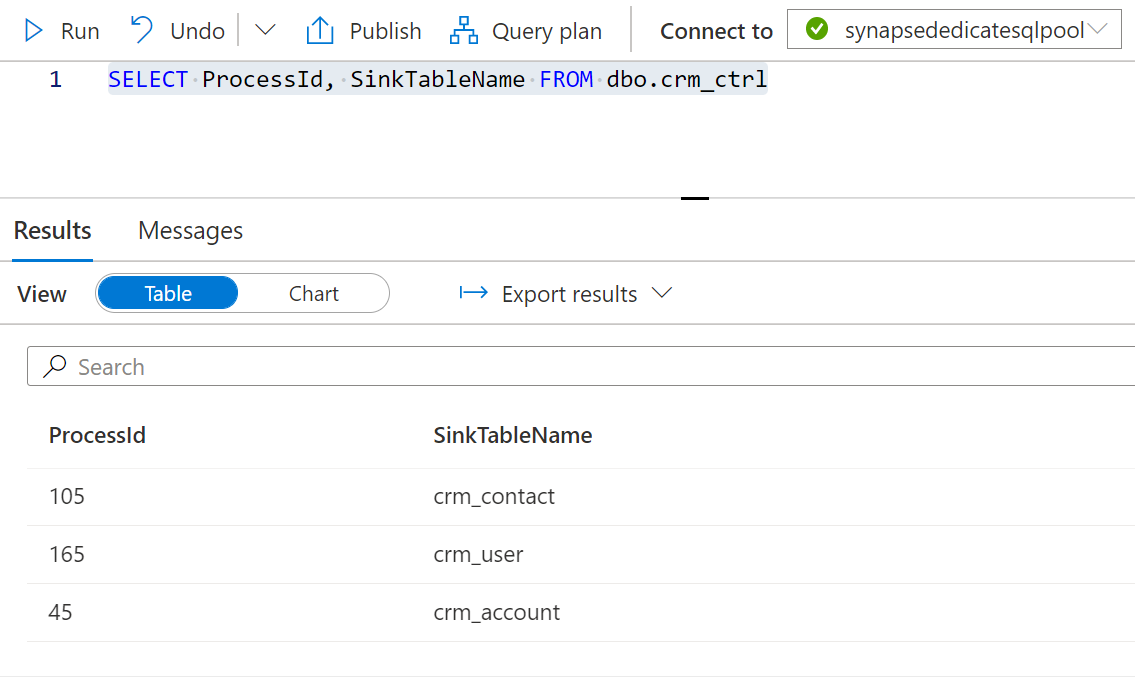 Run Undo Publish Query plan Connect to synapsededicatesqlpool
1 SELECT ProcessId, SinkTableName FROM dbo.crm_ctrl
Results Messages
View Table Chart Export results
Search
ProcessId SinkTableName
105 crm_contact
165 crm_user
45 crm_account